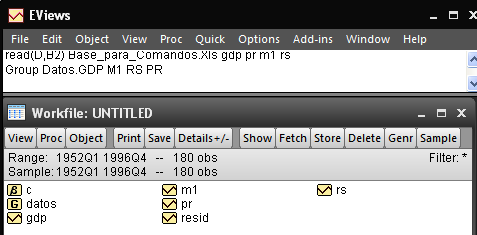 EViews
File Edit Object View Proc Quick Options Add-ins Window Help
read(D,B2) Base_para_Comandos.Xls gdp pr m1 rs
Group Datos.GDP M1 RS PR
Workfile: UNTITLED
View Proc Object Print Save Details+/- Show Fetch Store Delete Genr Sample
Range: 1952Q1 1996Q4 -- 180 obs Filter: *
Sample: 1952Q1 1996Q4 -- 180 obs
β c m1 rs
G datos pr
gdp resid